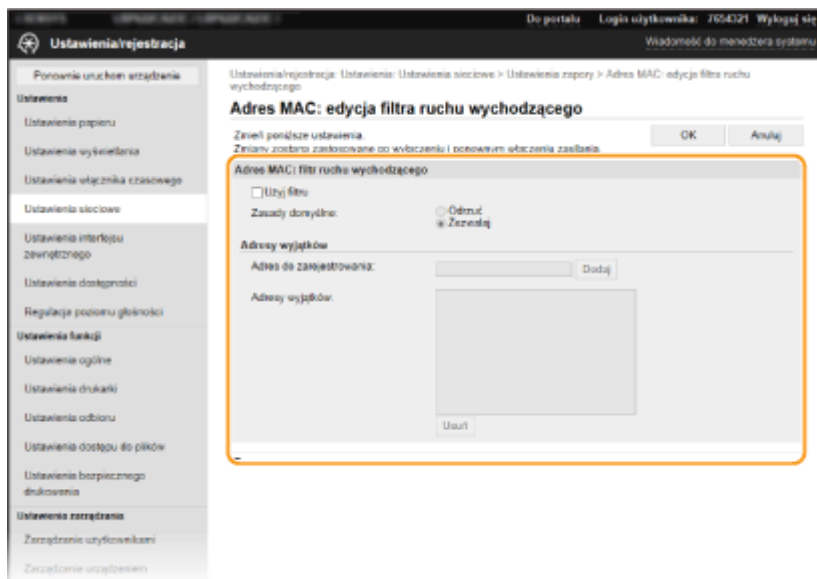 Do portalu Login użytkownika: 7654321 Wyloguj się
Ustawienia/rejestracja
Wiadomość do menedżera systemu
Ponownie uruchom urządzenie
Ustawienia
Ustawienia papieru
Ustawienia wyświetlania
Ustawienia włącznika czasowego
Ustawienia sieciowe
Ustawienia interfejsu
zewnętrznego
Ustawienia dostępności
Regulacja poziomu głośności
Ustawienia funkcji
Ustawienia ogólne
Ustawienia drukarki
Ustawienia odbioru
Ustawienia dostępu do plików
Ustawienia bezpiecznego
drukowania
Ustawienia zarządzania
Zarządzanie użytkownikami
Zarządzanie urządzeniem
Ustawienia/rejestracja: Ustawienia: Ustawienia sieciowe > Ustawienia zapory > Adres MAC: edycja filtra ruchu
wychodzącego
Adres MAC: edycja filtra ruchu wychodzącego
Zmień poniższe ustawienia.
Zmiany zostaną zastosowane po wyłączeniu i ponownym włączeniu zasilania.
OK Anuluj
Adres MAC: filtr ruchu wychodzącego
Użyj filtru
Zasady domyślne:
Odrzuć
Zezwalaj
Adresy wyjątków
Adres do zarejestrowania:
Dodaj
Adresy wyjątków:
Usuń